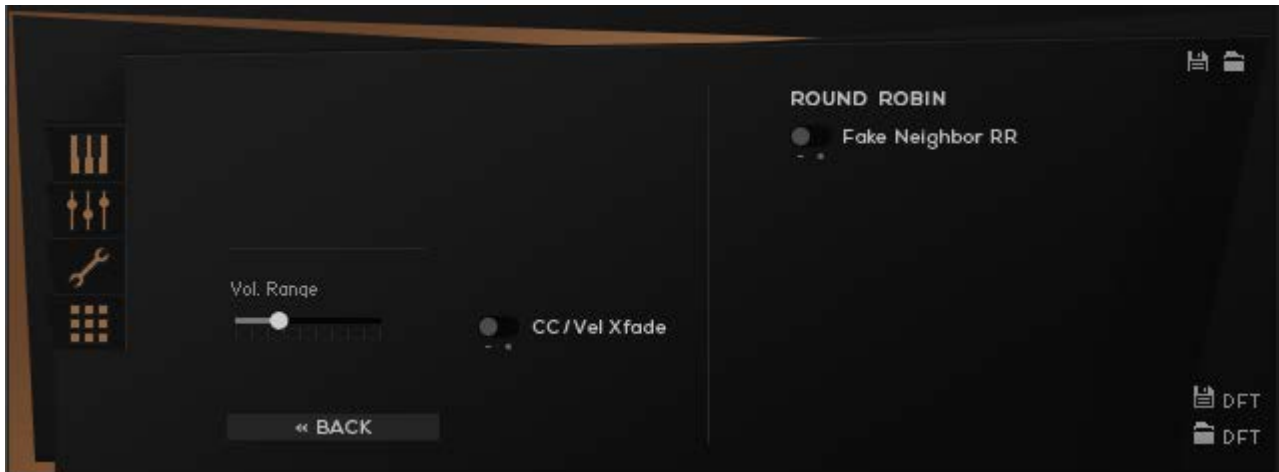 ROUND ROBIN
Fake Neighbor RR
Vol. Range
CC/Vel Xfade
« BACK
DFT
DFT